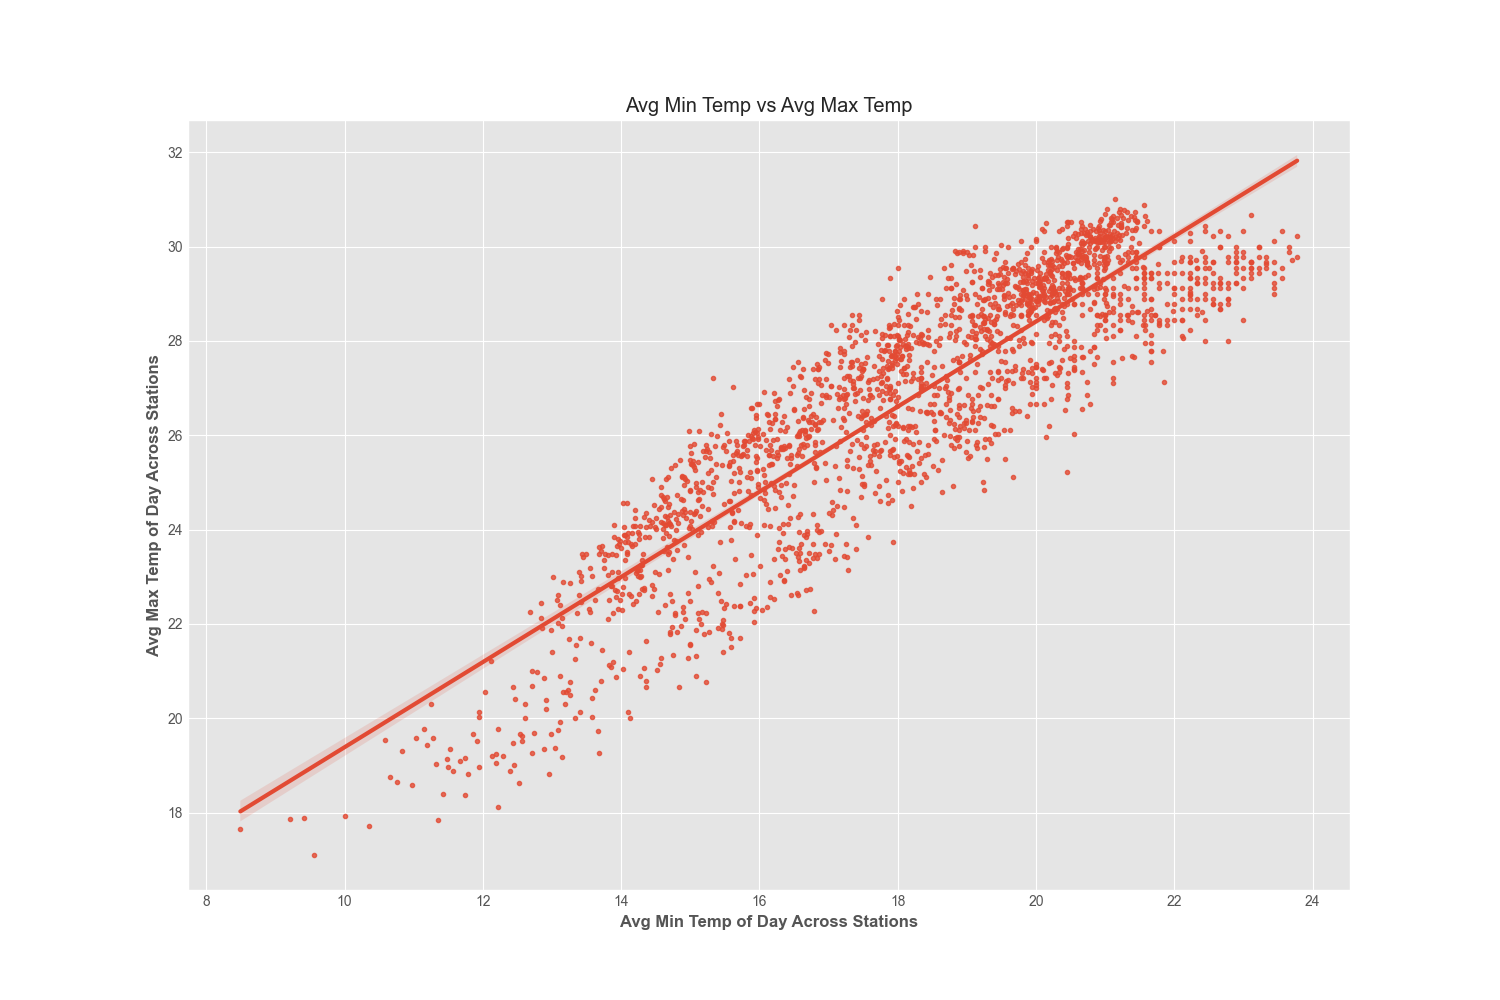 Avg Min Temp vs Avg Max Temp
Avg Max Temp of Day Across Stations
32
30
28
26
24
22
20
18
8 10 12 14 16 18 20 22 24
Avg Min Temp of Day Across Stations